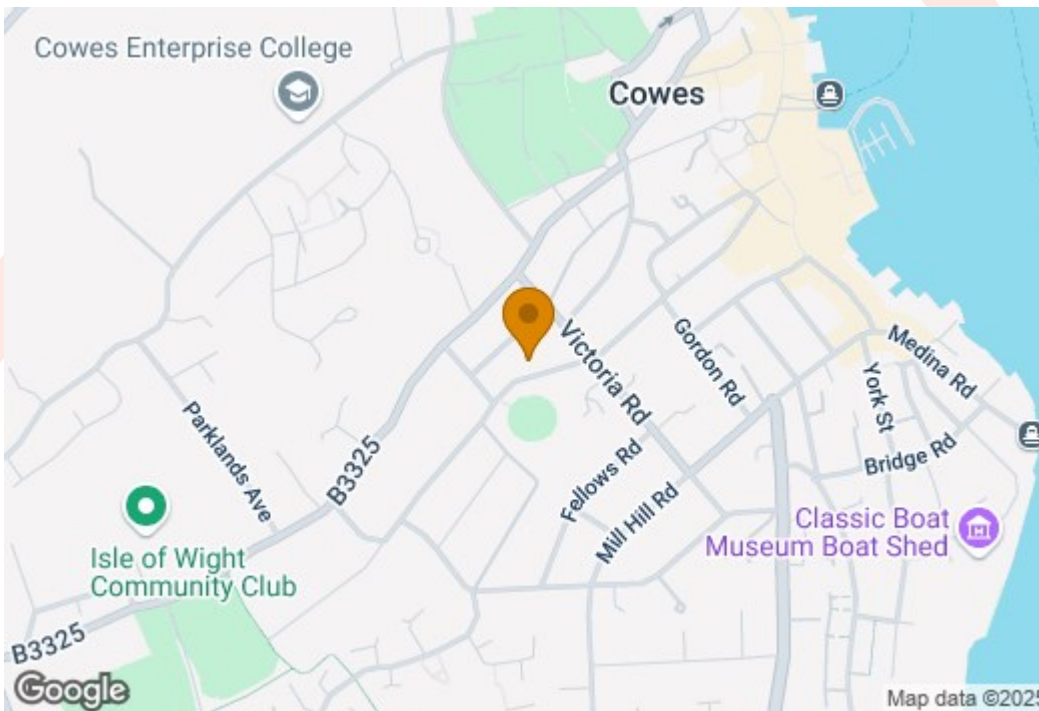 Cowes Enterprise College
Cowes
Victoria Rd
Gordon Rd
Medina Rd
York St
Bridge Rd
Parklands Ave
B3325
Fellows Rd
Mill Hill Rd
Classic Boat
Museum Boat Shed
Isle of Wight
Community Club
B3325
Google
Map data ©2025